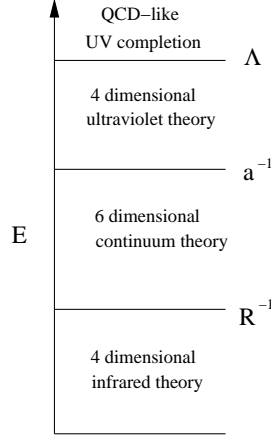 QCD–like
UV completion
Λ
4 dimensional
ultraviolet theory
a⁻¹
E
6 dimensional
continuum theory
R⁻¹
4 dimensional
infrared theory